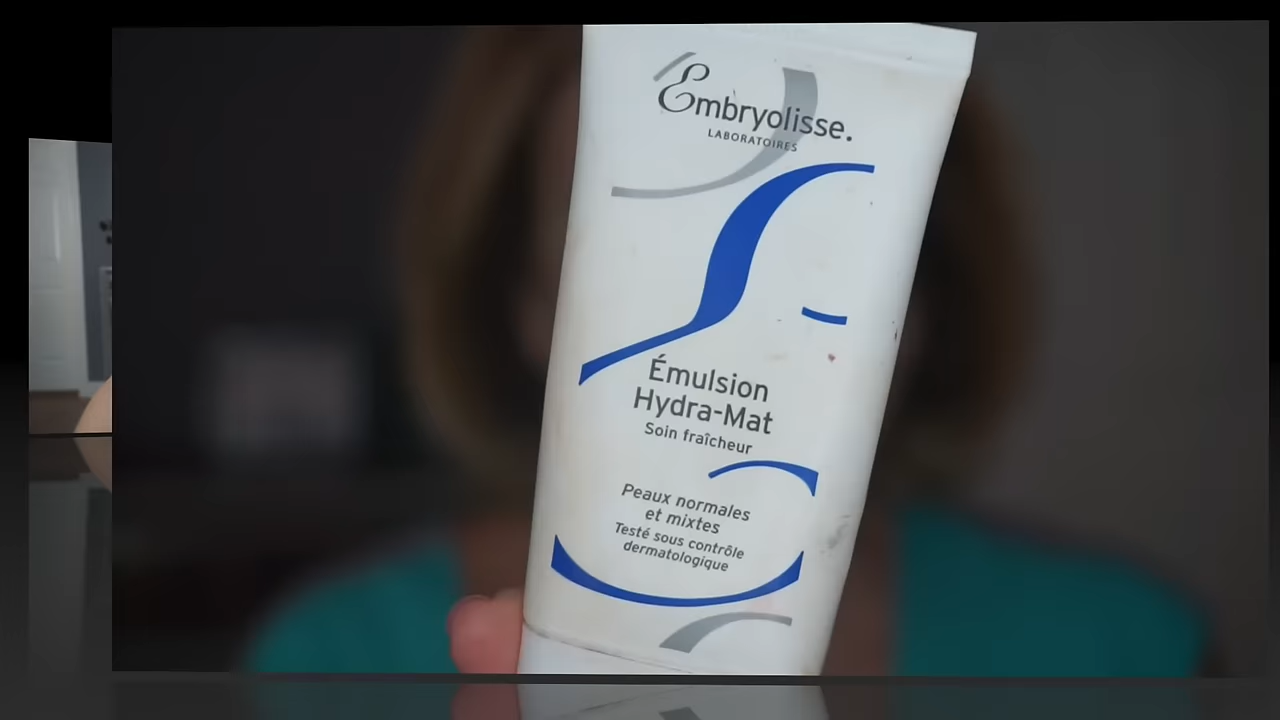 Embryolisse.
LABORATOIRES
Émulsion
Hydra-Mat
Soin fraîcheur
Peaux normales
et mixtes
Testé sous contrôle
dermatologique